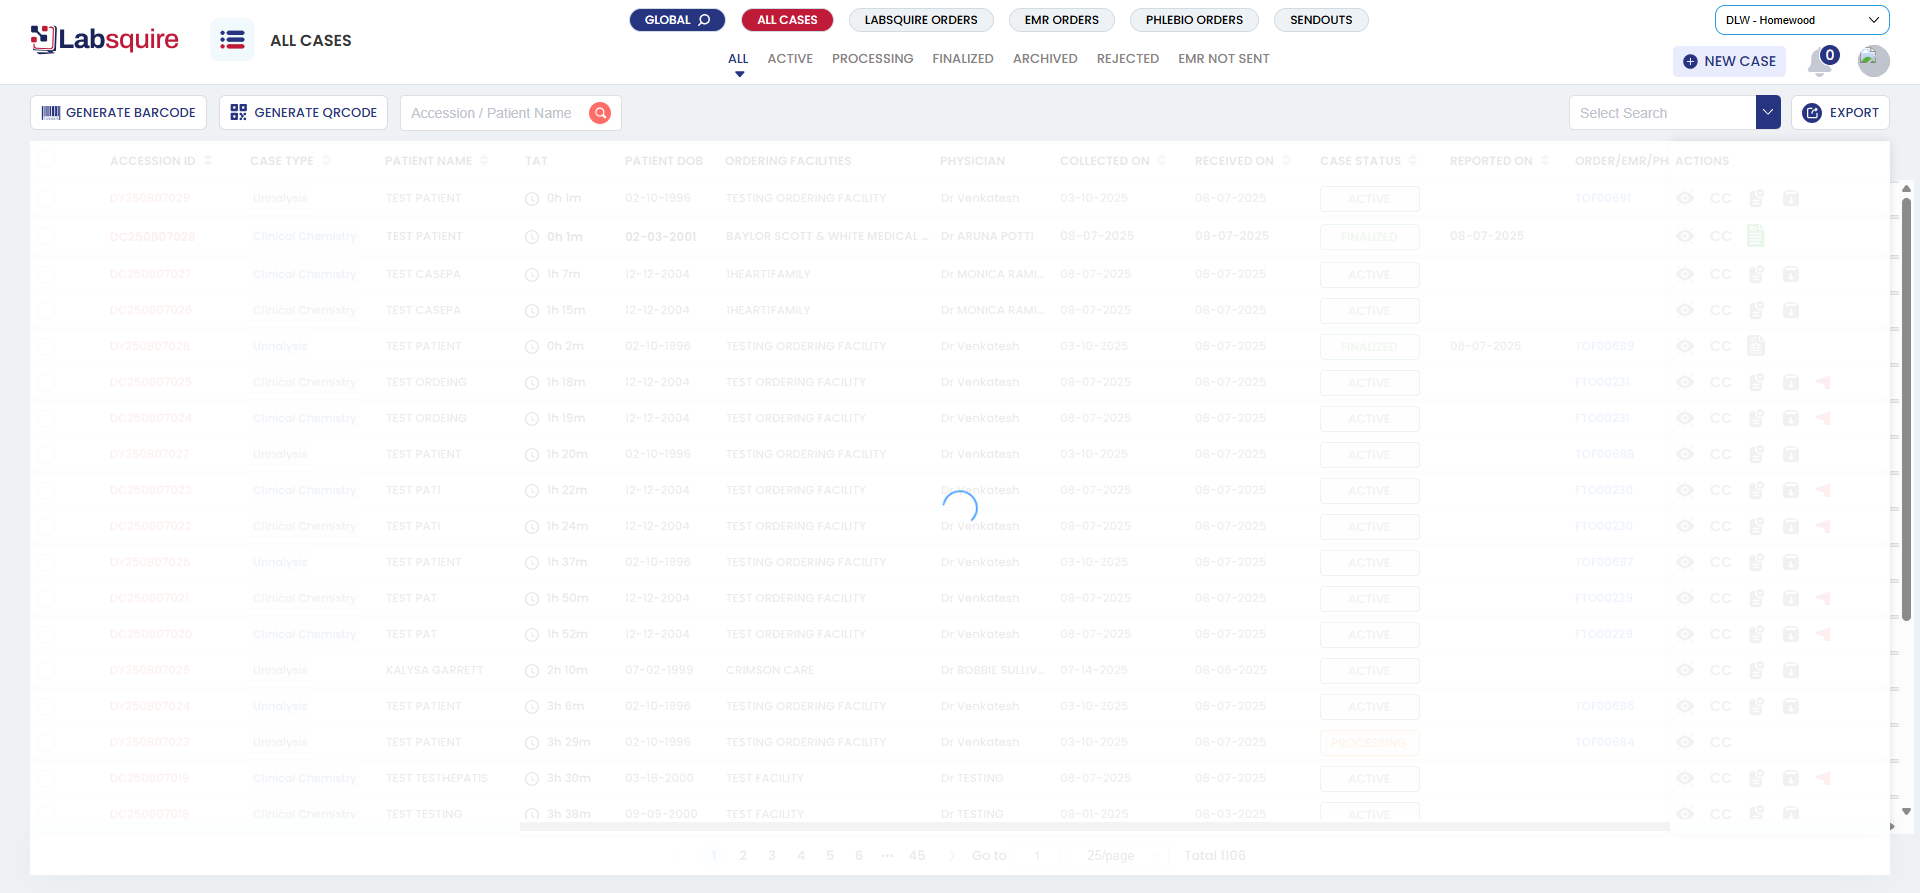 Labsquire
ALL CASES
GLOBAL
ALL CASES
LABSQUIRE ORDERS
EMR ORDERS
PHLEBIO ORDERS
SENDOUTS
DLW - Homewood
ALL ACTIVE PROCESSING FINALIZED ARCHIVED REJECTED EMR NOT SENT
NEW CASE
0
GENERATE BARCODE
GENERATE QRCODE
Accession / Patient Name
Select Search
EXPORT
ACCESSION ID CASE TYPE PATIENT NAME TAT PATIENT DOB ORDERING FACILITIES PHYSICIAN COLLECTED ON RECEIVED ON CASE STATUS REPORTED ON ORDER/EMR/PH ACTIONS
DY250807029 Urinalysis TEST PATIENT 0h 1m 02-10-1996 TESTING ORDERING FACILITY Dr Venkatesh 03-10-2025 08-07-2025 ACTIVE TOF00691 CC
DC250807028 Clinical Chemistry TEST PATIENT 0h 1m 02-03-2001 BAYLOR SCOTT & WHITE MEDICAL ... Dr ARUNA POTTI 08-07-2025 08-07-2025 FINALIZED 08-07-2025 CC
DC250807027 Clinical Chemistry TEST CASEPA 1h 7m 12-12-2004 1HEART1FAMILY Dr MONICA RAMI... 08-07-2025 08-07-2025 ACTIVE CC
DC250807026 Clinical Chemistry TEST CASEPA 1h 15m 12-12-2004 1HEART1FAMILY Dr MONICA RAMI... 08-07-2025 08-07-2025 ACTIVE CC
DY250807028 Urinalysis TEST PATIENT 0h 2m 02-10-1996 TESTING ORDERING FACILITY Dr Venkatesh 03-10-2025 08-07-2025 FINALIZED 08-07-2025 TOF00689 CC
DC250807025 Clinical Chemistry TEST ORDEING 1h 18m 12-12-2004 TEST ORDERING FACILITY Dr Venkatesh 08-07-2025 08-07-2025 ACTIVE FTO00231 CC
DC250807024 Clinical Chemistry TEST ORDEING 1h 19m 12-12-2004 TEST ORDERING FACILITY Dr Venkatesh 08-07-2025 08-07-2025 ACTIVE FTO00231 CC
DY250807027 Urinalysis TEST PATIENT 1h 20m 02-10-1996 TESTING ORDERING FACILITY Dr Venkatesh 03-10-2025 08-07-2025 ACTIVE CC
DC250807023 Clinical Chemistry TEST PATI 1h 22m 12-12-2004 TEST ORDERING FACILITY Dr Venkatesh 08-07-2025 08-07-2025 ACTIVE FTO00230 CC
DC250807022 Clinical Chemistry TEST PATI 1h 24m 12-12-2004 TEST ORDERING FACILITY Dr Venkatesh 08-07-2025 08-07-2025 ACTIVE FTO00230 CC
DY250807026 Urinalysis TEST PATIENT 1h 37m 02-10-1996 TESTING ORDERING FACILITY Dr Venkatesh 03-10-2025 08-07-2025 ACTIVE TOF00687 CC
DC250807021 Clinical Chemistry TEST PAT 1h 50m 12-12-2004 TEST ORDERING FACILITY Dr Venkatesh 08-07-2025 08-07-2025 ACTIVE FTO00229 CC
DC250807020 Clinical Chemistry TEST PAT 1h 52m 12-12-2004 TEST ORDERING FACILITY Dr Venkatesh 08-07-2025 08-07-2025 ACTIVE FTO00229 CC
DY250807025 Urinalysis KALYSA GARRETT 2h 10m 07-02-1999 CRIMSON CARE Dr BOBBIE SULLIV... 07-14-2025 08-06-2025 ACTIVE CC
DY250807024 Urinalysis TEST PATIENT 3h 6m 02-10-1996 TESTING ORDERING FACILITY Dr Venkatesh 03-10-2025 08-07-2025 ACTIVE TOF00686 CC
DY250807023 Urinalysis TEST PATIENT 3h 29m 02-10-1996 TESTING ORDERING FACILITY Dr Venkatesh 03-10-2025 08-07-2025 PROCESSING TOF00684 CC
DC250807019 Clinical Chemistry TEST TESTHEPATIS 3h 30m 03-18-2000 TEST FACILITY Dr TESTING 08-07-2025 08-07-2025 ACTIVE CC
DC250807018 Clinical Chemistry TEST TESTING 3h 38m 09-09-2000 TEST FACILITY Dr TESTING 08-01-2025 08-03-2025 ACTIVE CC
1 2 3 4 5 6 ••• 45 Go to 1 25/page Total 1106